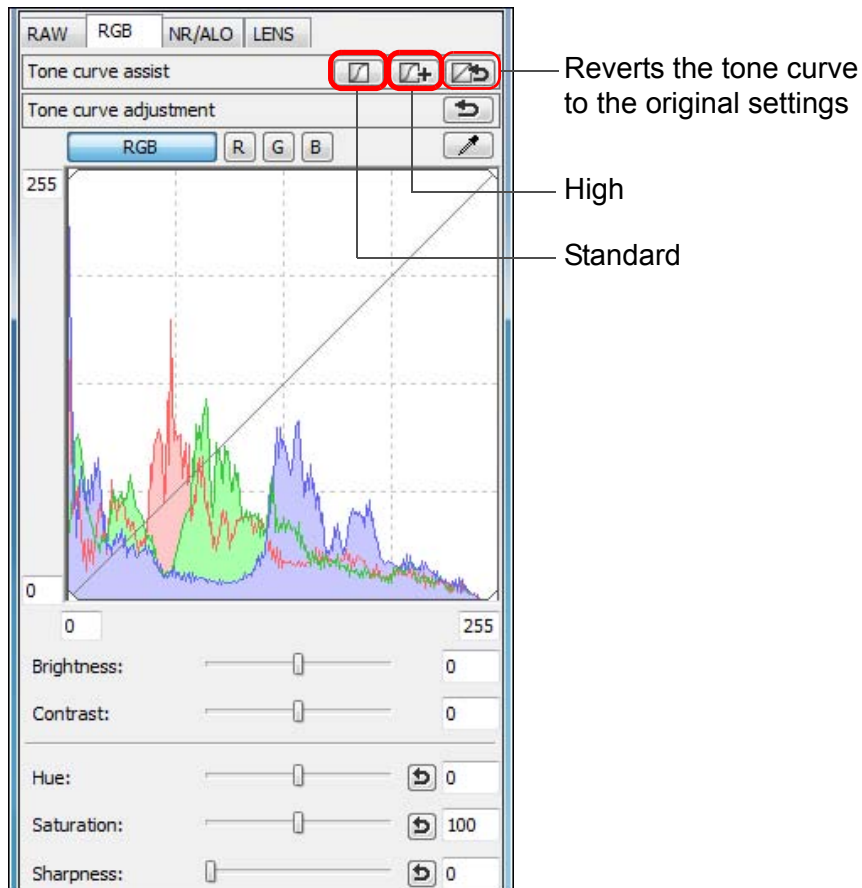 RAW RGB NR/ALO LENS
Tone curve assist
Reverts the tone curve
to the original settings
Tone curve adjustment
RGB R G B
High
Standard
255
0
0 255
Brightness: 0
Contrast: 0
Hue: 0
Saturation: 100
Sharpness: 0